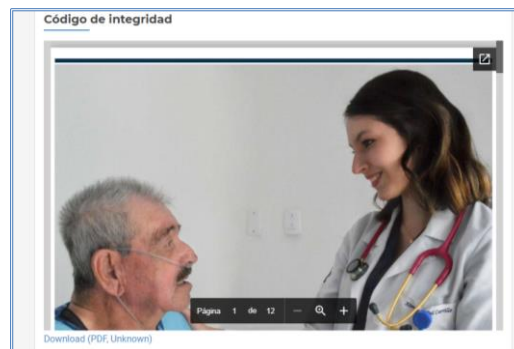 Código de integridad
Página 1 de 12
Download (PDF, Unknown)